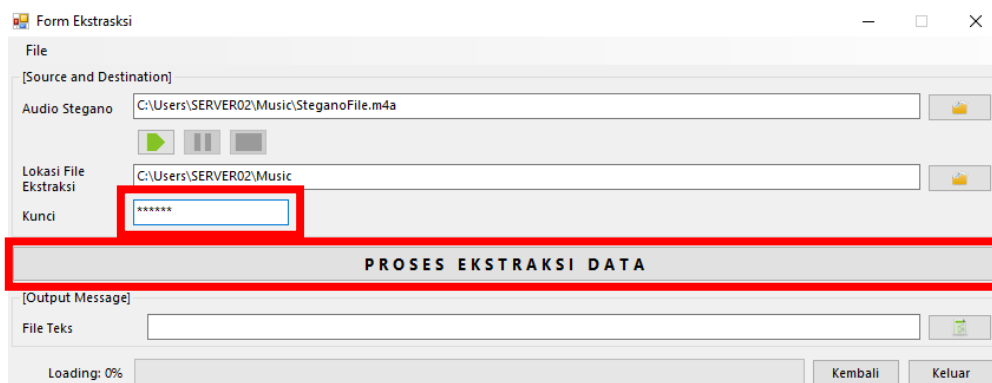 Form Ekstrasksi
File
[Source and Destination]
Audio Stegano C:\Users\SERVER02\Music\SteganoFile.m4a
Lokasi File
Ekstraksi C:\Users\SERVER02\Music
Kunci ******
PROSES EKSTRAKSI DATA
[Output Message]
File Teks
Loading: 0% Kembali Keluar